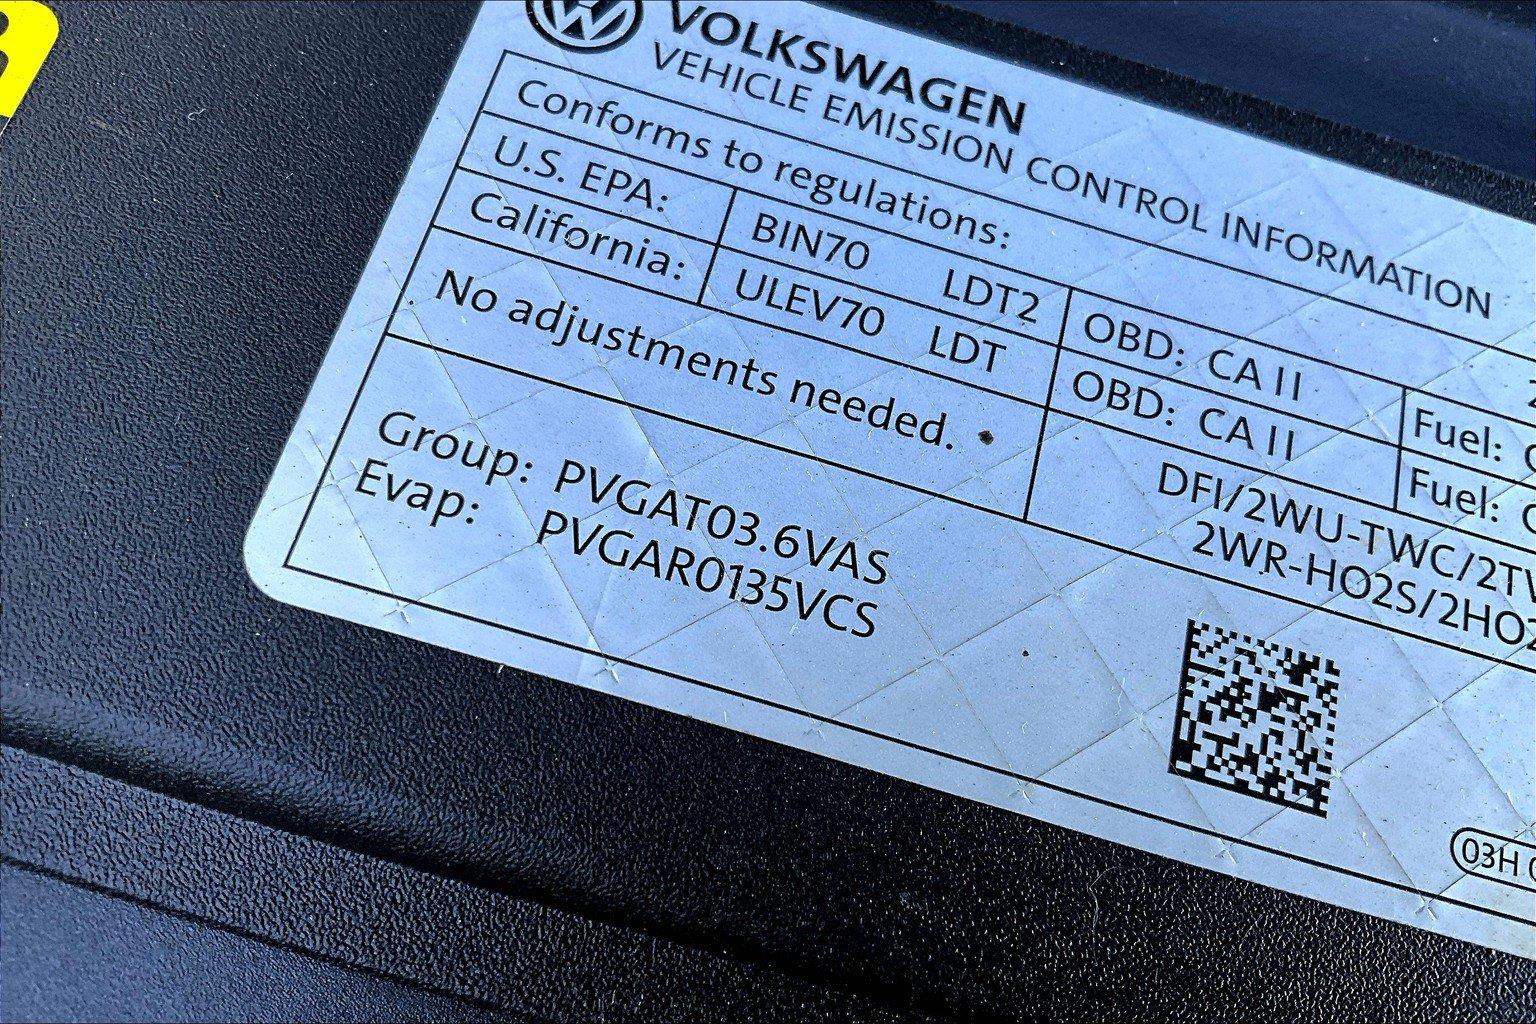 VOLKSWAGEN
VEHICLE EMISSION CONTROL INFORMATION
Conforms to regulations:
U.S. EPA: BIN70 LDT2 OBD: CA II Fuel:
California: ULEV70 LDT OBD: CA II Fuel:
No adjustments needed. DFI/2WU-TWC/2TW
2WR-HO2S/2HO2
Group: PVGAT03.6VAS
Evap: PVGAR0135VCS
03H